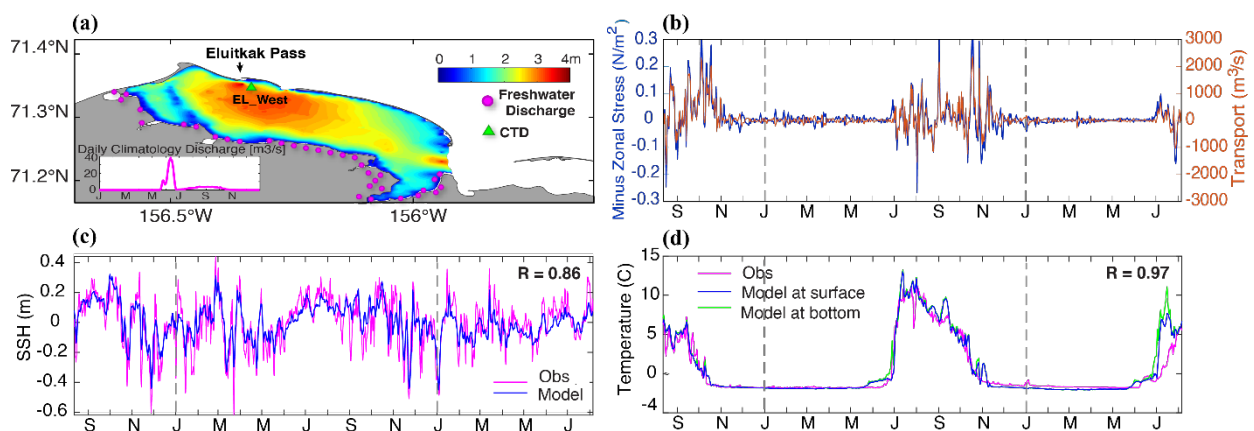 (a)
71.4°N
71.3°N
71.2°N
156.5°W
156°W
Eluitkak Pass
EL_West
0 1 2 3 4m
Freshwater
Discharge
CTD
Daily Climatology Discharge [m3/s]
40
20
0
J M M J S N
(b)
Minus Zonal Stress (N/m²)
0.3
0.2
0.1
0
-0.1
-0.2
-0.3
Transport (m³/s)
3000
2000
1000
0
-1000
-2000
-3000
S N J M M J S N J M M J
(c)
SSH (m)
0.4
0.2
0
-0.2
-0.4
-0.6
R = 0.86
Obs
Model
S N J M M J S N J M M J
(d)
Temperature (C)
15
10
5
0
-4
Obs
Model at surface
Model at bottom
R = 0.97
S N J M M J S N J M M J